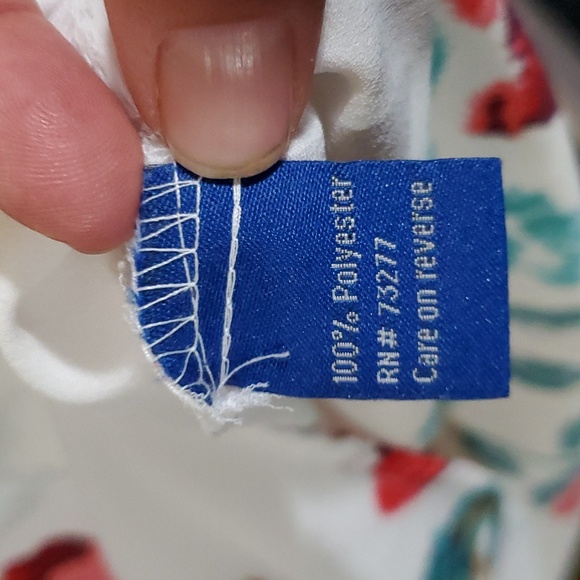 100% Polyester
RN# 73277
Care on reverse